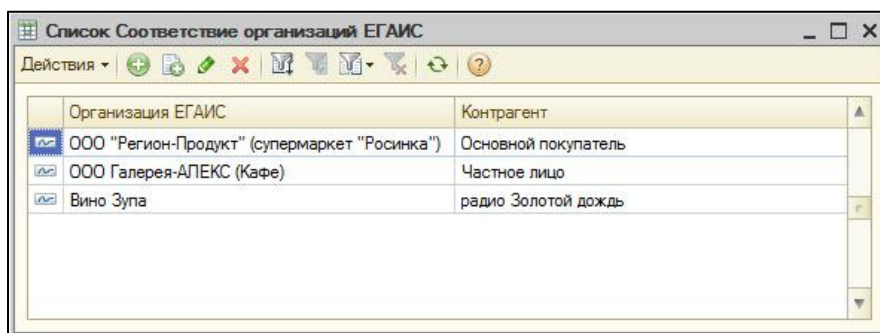 Список Соответствие организаций ЕГАИС
Действия
Организация ЕГАИС Контрагент
ООО "Регион-Продукт" (супермаркет "Росинка") Основной покупатель
ООО Галерея-АЛЕКС (Кафе) Частное лицо
Вино Зупа радио Золотой дождь